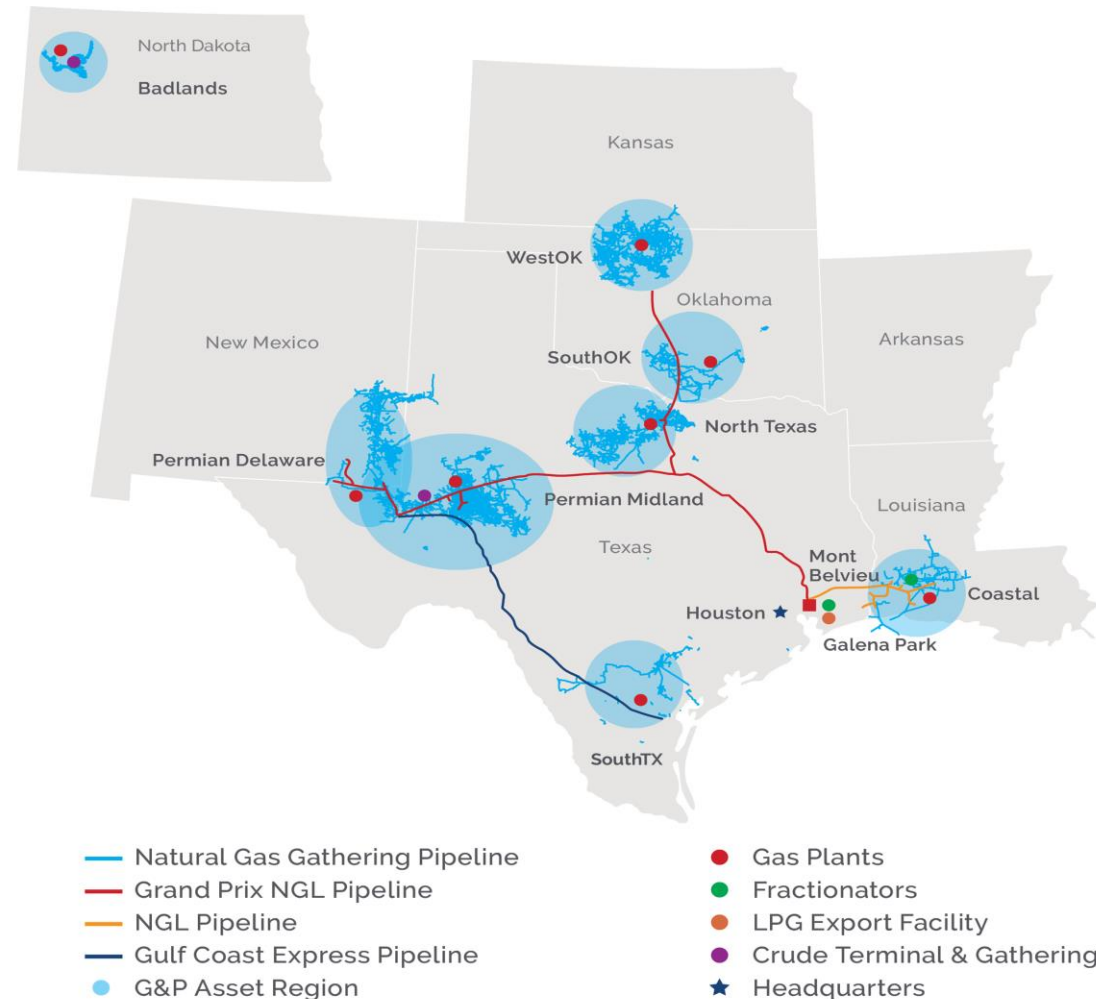 North Dakota
Badlands
Kansas
WestOK
Oklahoma
New Mexico
Arkansas
SouthOK
North Texas
Permian Delaware
Permian Midland
Louisiana
Texas
Mont
Belvieu
Coastal
Houston
Galena Park
SouthTX
Natural Gas Gathering Pipeline
Grand Prix NGL Pipeline
NGL Pipeline
Gulf Coast Express Pipeline
G&P Asset Region
Gas Plants
Fractionators
LPG Export Facility
Crude Terminal & Gathering
Headquarters